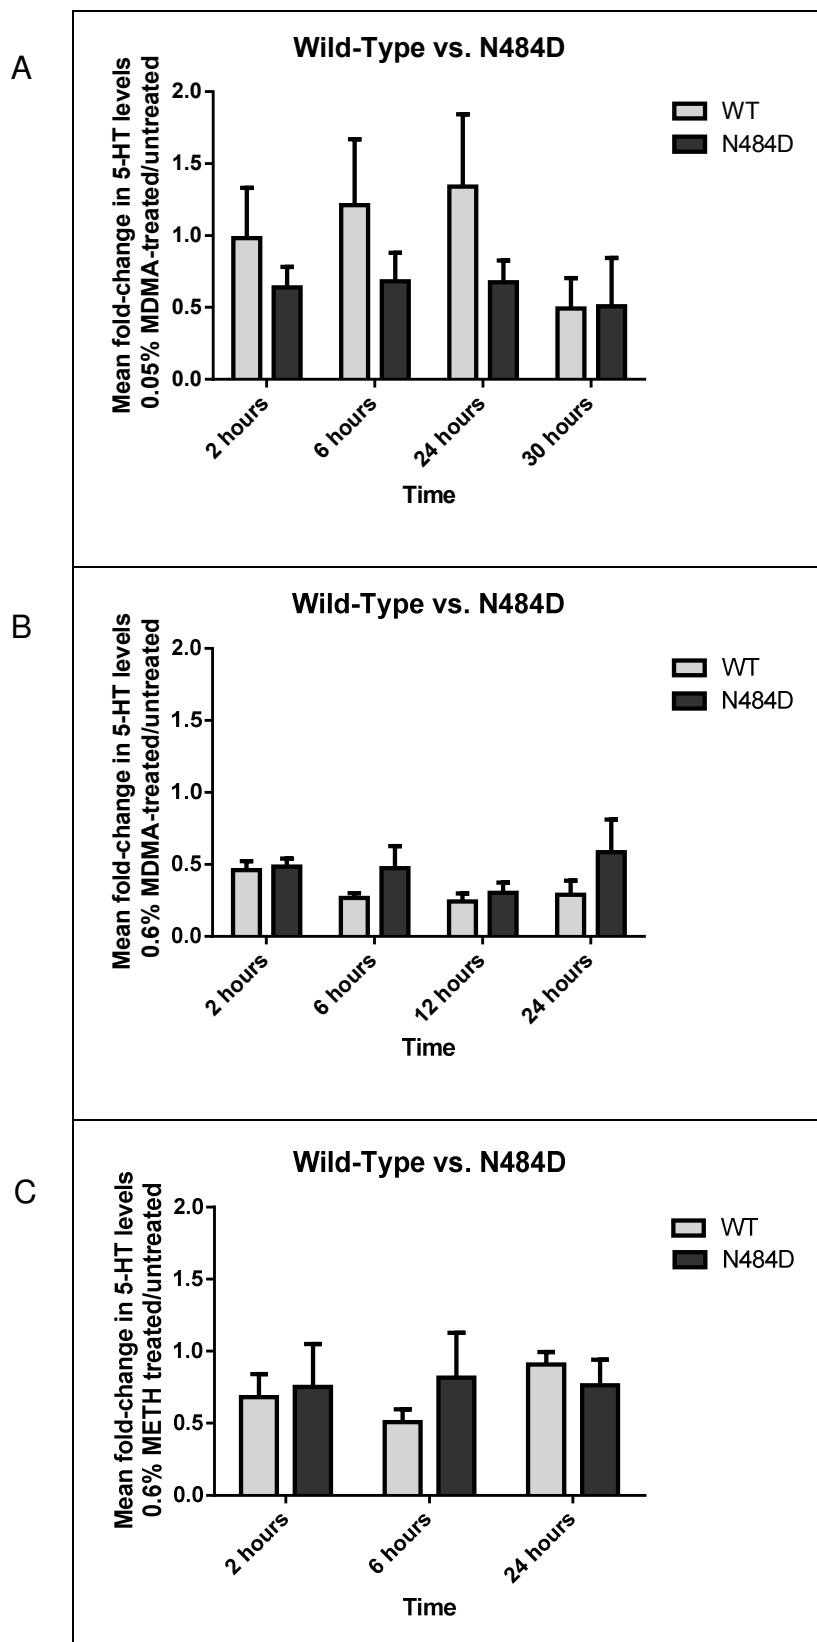 A
Wild-Type vs. N484D
Mean fold-change in 5-HT levels
0.05% MDMA-treated/untreated
2.0
1.5
1.0
0.5
0.0
2 hours
6 hours
24 hours
30 hours
Time
WT
N484D
B
Wild-Type vs. N484D
Mean fold-change in 5-HT levels
0.6% MDMA-treated/untreated
2.0
1.5
1.0
0.5
0.0
2 hours
6 hours
12 hours
24 hours
Time
WT
N484D
C
Wild-Type vs. N484D
Mean fold-change in 5-HT levels
0.6% METH treated/untreated
2.0
1.5
1.0
0.5
0.0
2 hours
6 hours
24 hours
Time
WT
N484D